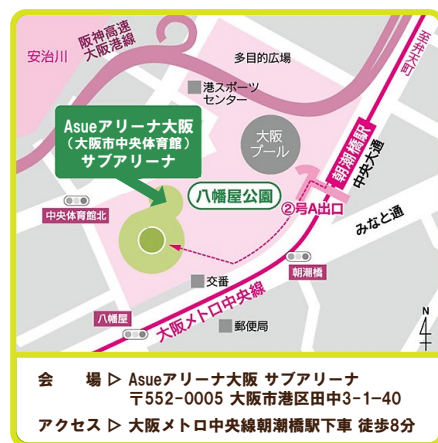 安治川
阪神高速
大阪港線
多目的広場
至弁天町
港スポーツ
センター
Asueアリーナ大阪
(大阪市中央体育館)
サブアリーナ
大阪
プール
朝潮橋駅
中央大通
八幡屋公園
②号A出口
中央体育館北
みなと通
朝潮橋
交番
八幡屋
大阪メトロ中央線
郵便局
N
会 場 ▷ Asueアリーナ大阪 サブアリーナ
〒552-0005 大阪市港区田中3-1-40
アクセス ▷ 大阪メトロ中央線朝潮橋駅下車 徒歩8分